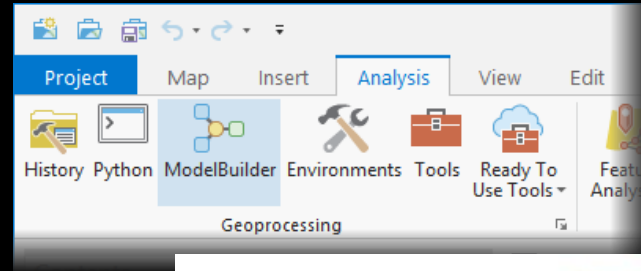 Project Map Insert Analysis View Edit
History Python ModelBuilder Environments Tools Ready To
Use Tools
Geoprocessing